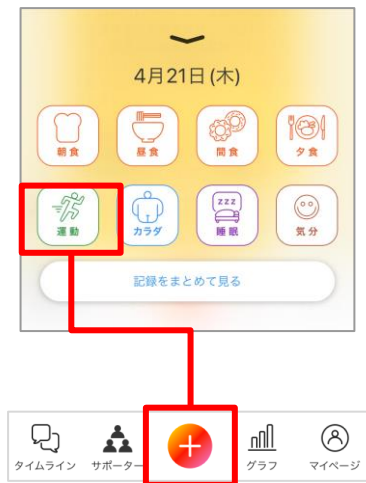 4月21日(木)
朝食 昼食 間食 夕食
zzz
運動 カラダ 睡眠 気分
記録をまとめて見る
タイムライン サポーター グラフ マイページ